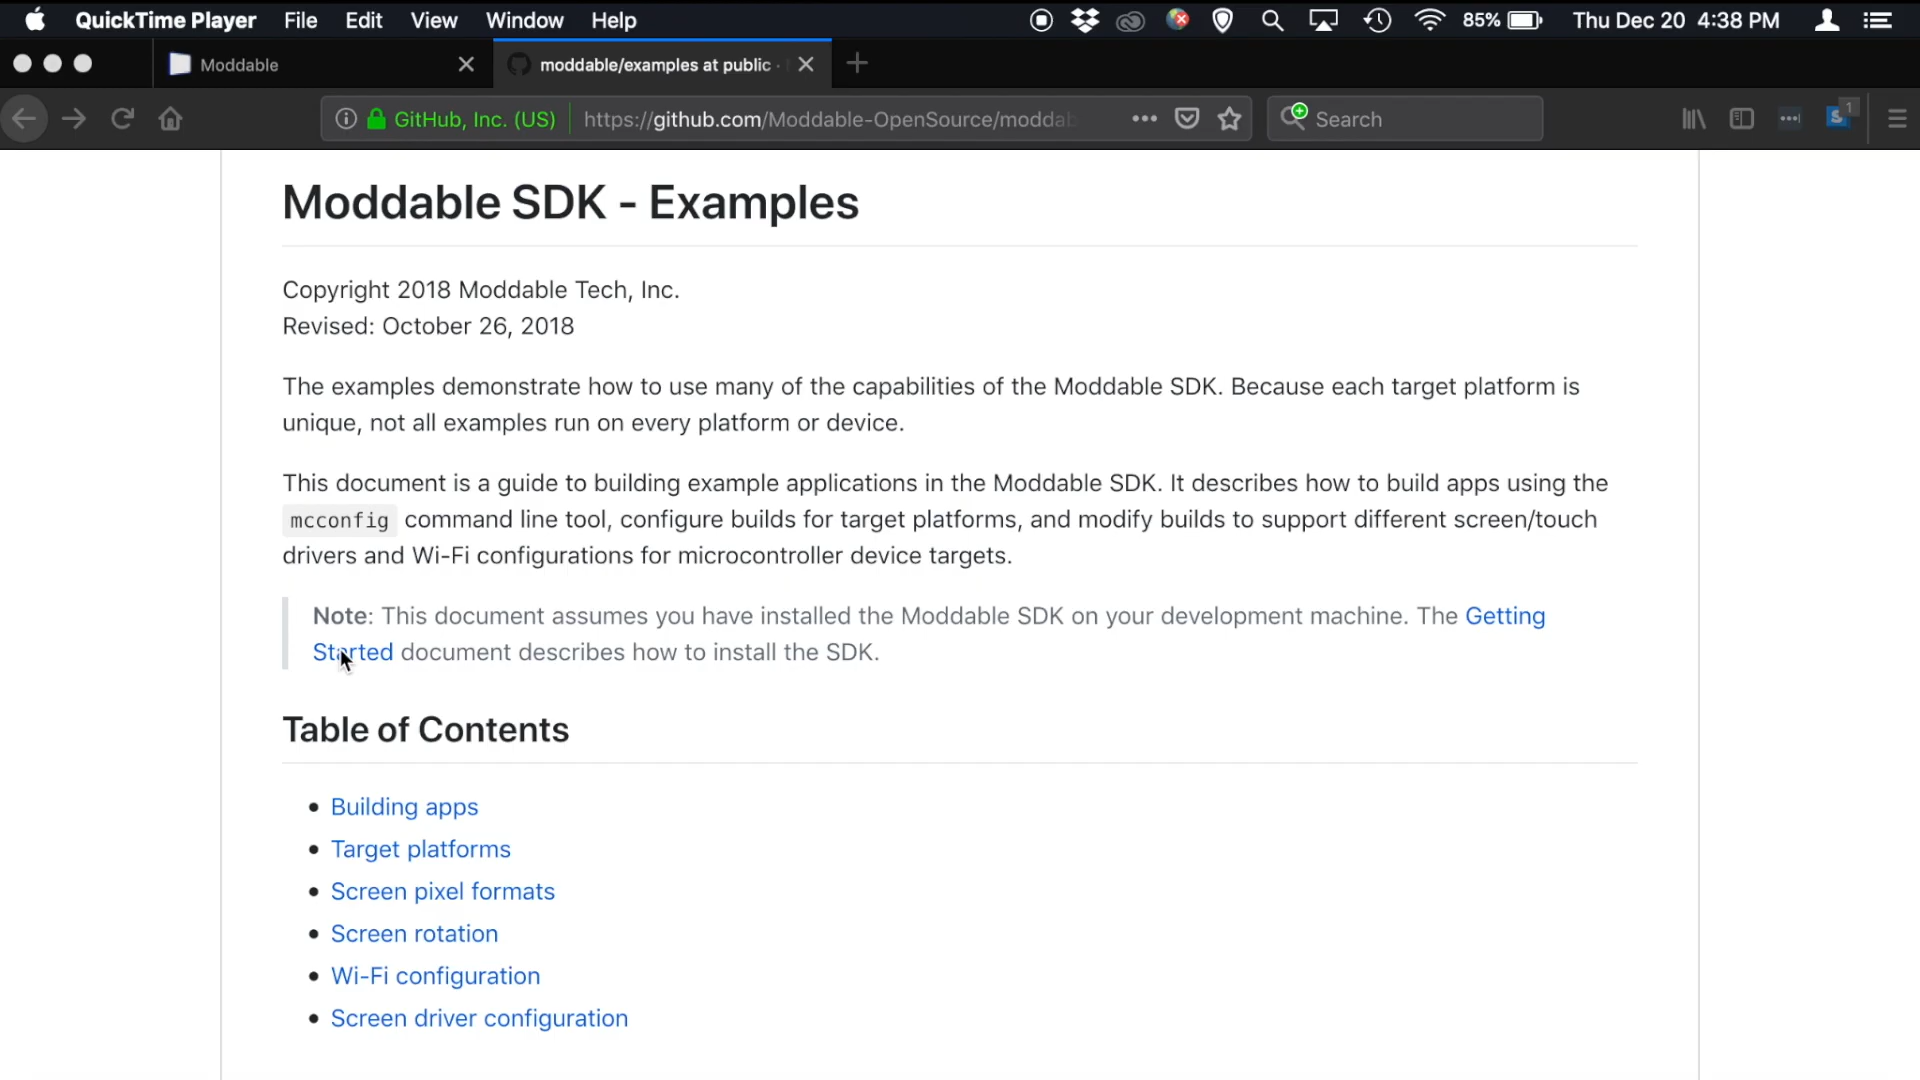 QuickTime Player File Edit View Window Help 85% Thu Dec 20 4:38 PM
Moddable moddable/examples at public ·
GitHub, Inc. (US) https://github.com/Moddable-OpenSource/moddab Search S 1
Moddable SDK - Examples
Copyright 2018 Moddable Tech, Inc.
Revised: October 26, 2018
The examples demonstrate how to use many of the capabilities of the Moddable SDK. Because each target platform is
unique, not all examples run on every platform or device.
This document is a guide to building example applications in the Moddable SDK. It describes how to build apps using the
mcconfig command line tool, configure builds for target platforms, and modify builds to support different screen/touch
drivers and Wi-Fi configurations for microcontroller device targets.
Note: This document assumes you have installed the Moddable SDK on your development machine. The Getting
Started document describes how to install the SDK.
Table of Contents
• Building apps
• Target platforms
• Screen pixel formats
• Screen rotation
• Wi-Fi configuration
• Screen driver configuration